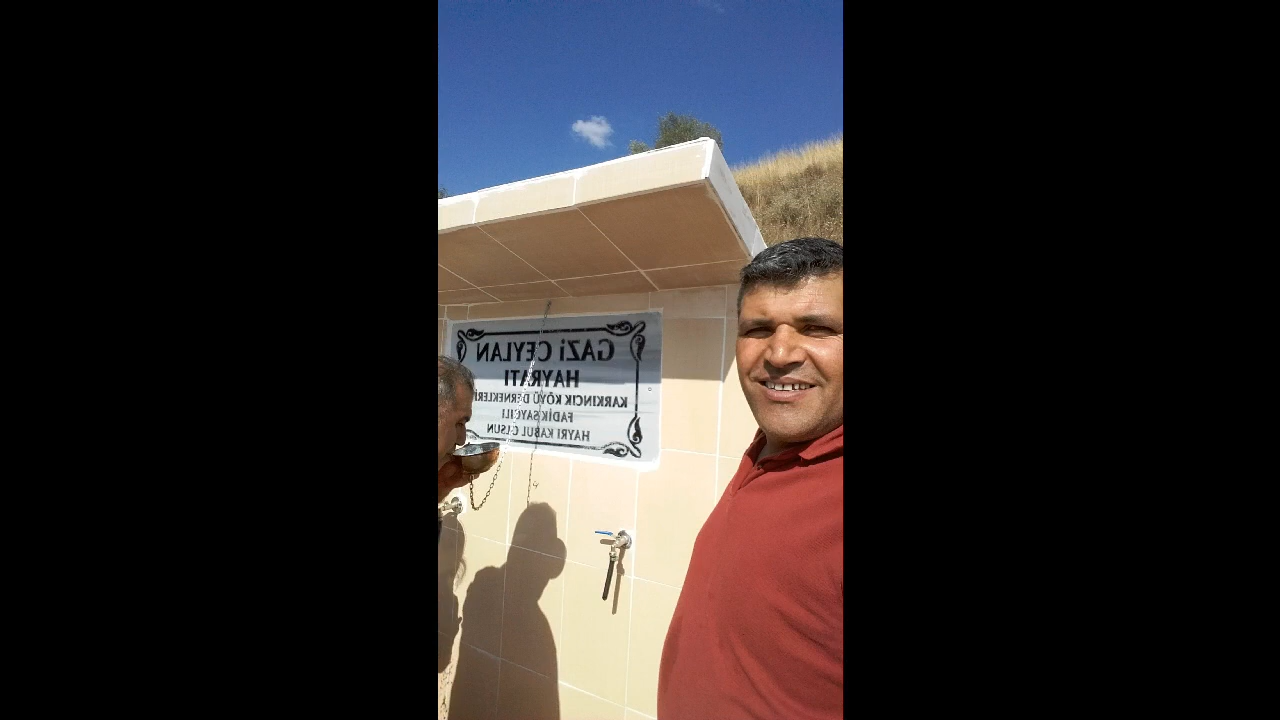 GAZİ CEYLAN
HAYRATI
KARKINCIK KÖYÜ DERNEKLERİ
FADİK SAYGILI
HAYRI KABUL OLSUN